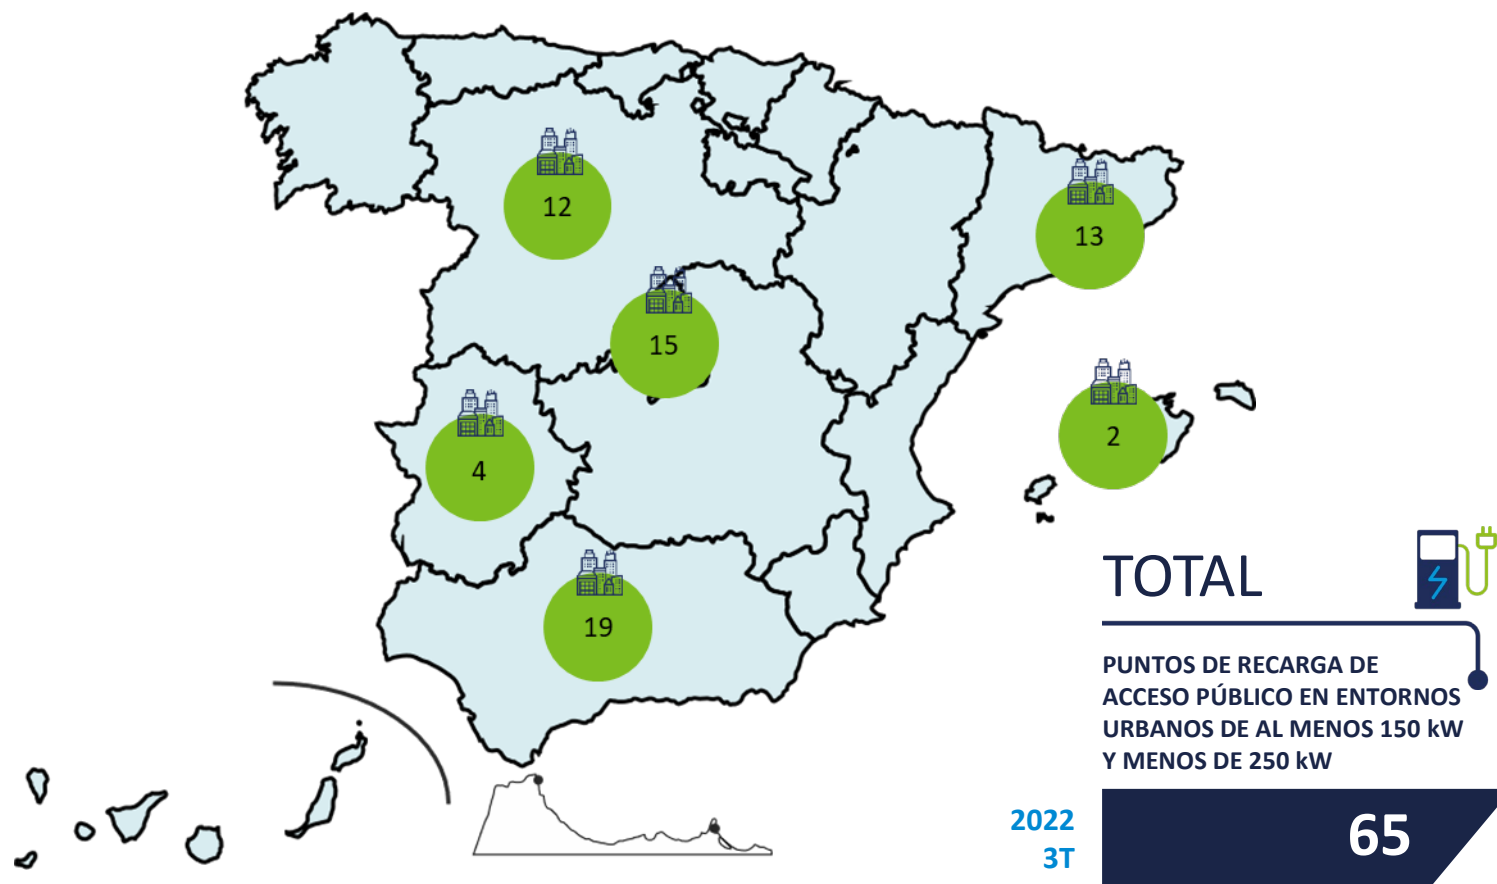 12
13
15
2
4
19
TOTAL
PUNTOS DE RECARGA DE
ACCESO PÚBLICO EN ENTORNOS
URBANOS DE AL MENOS 150 kW
Y MENOS DE 250 kW
2022
3T
65